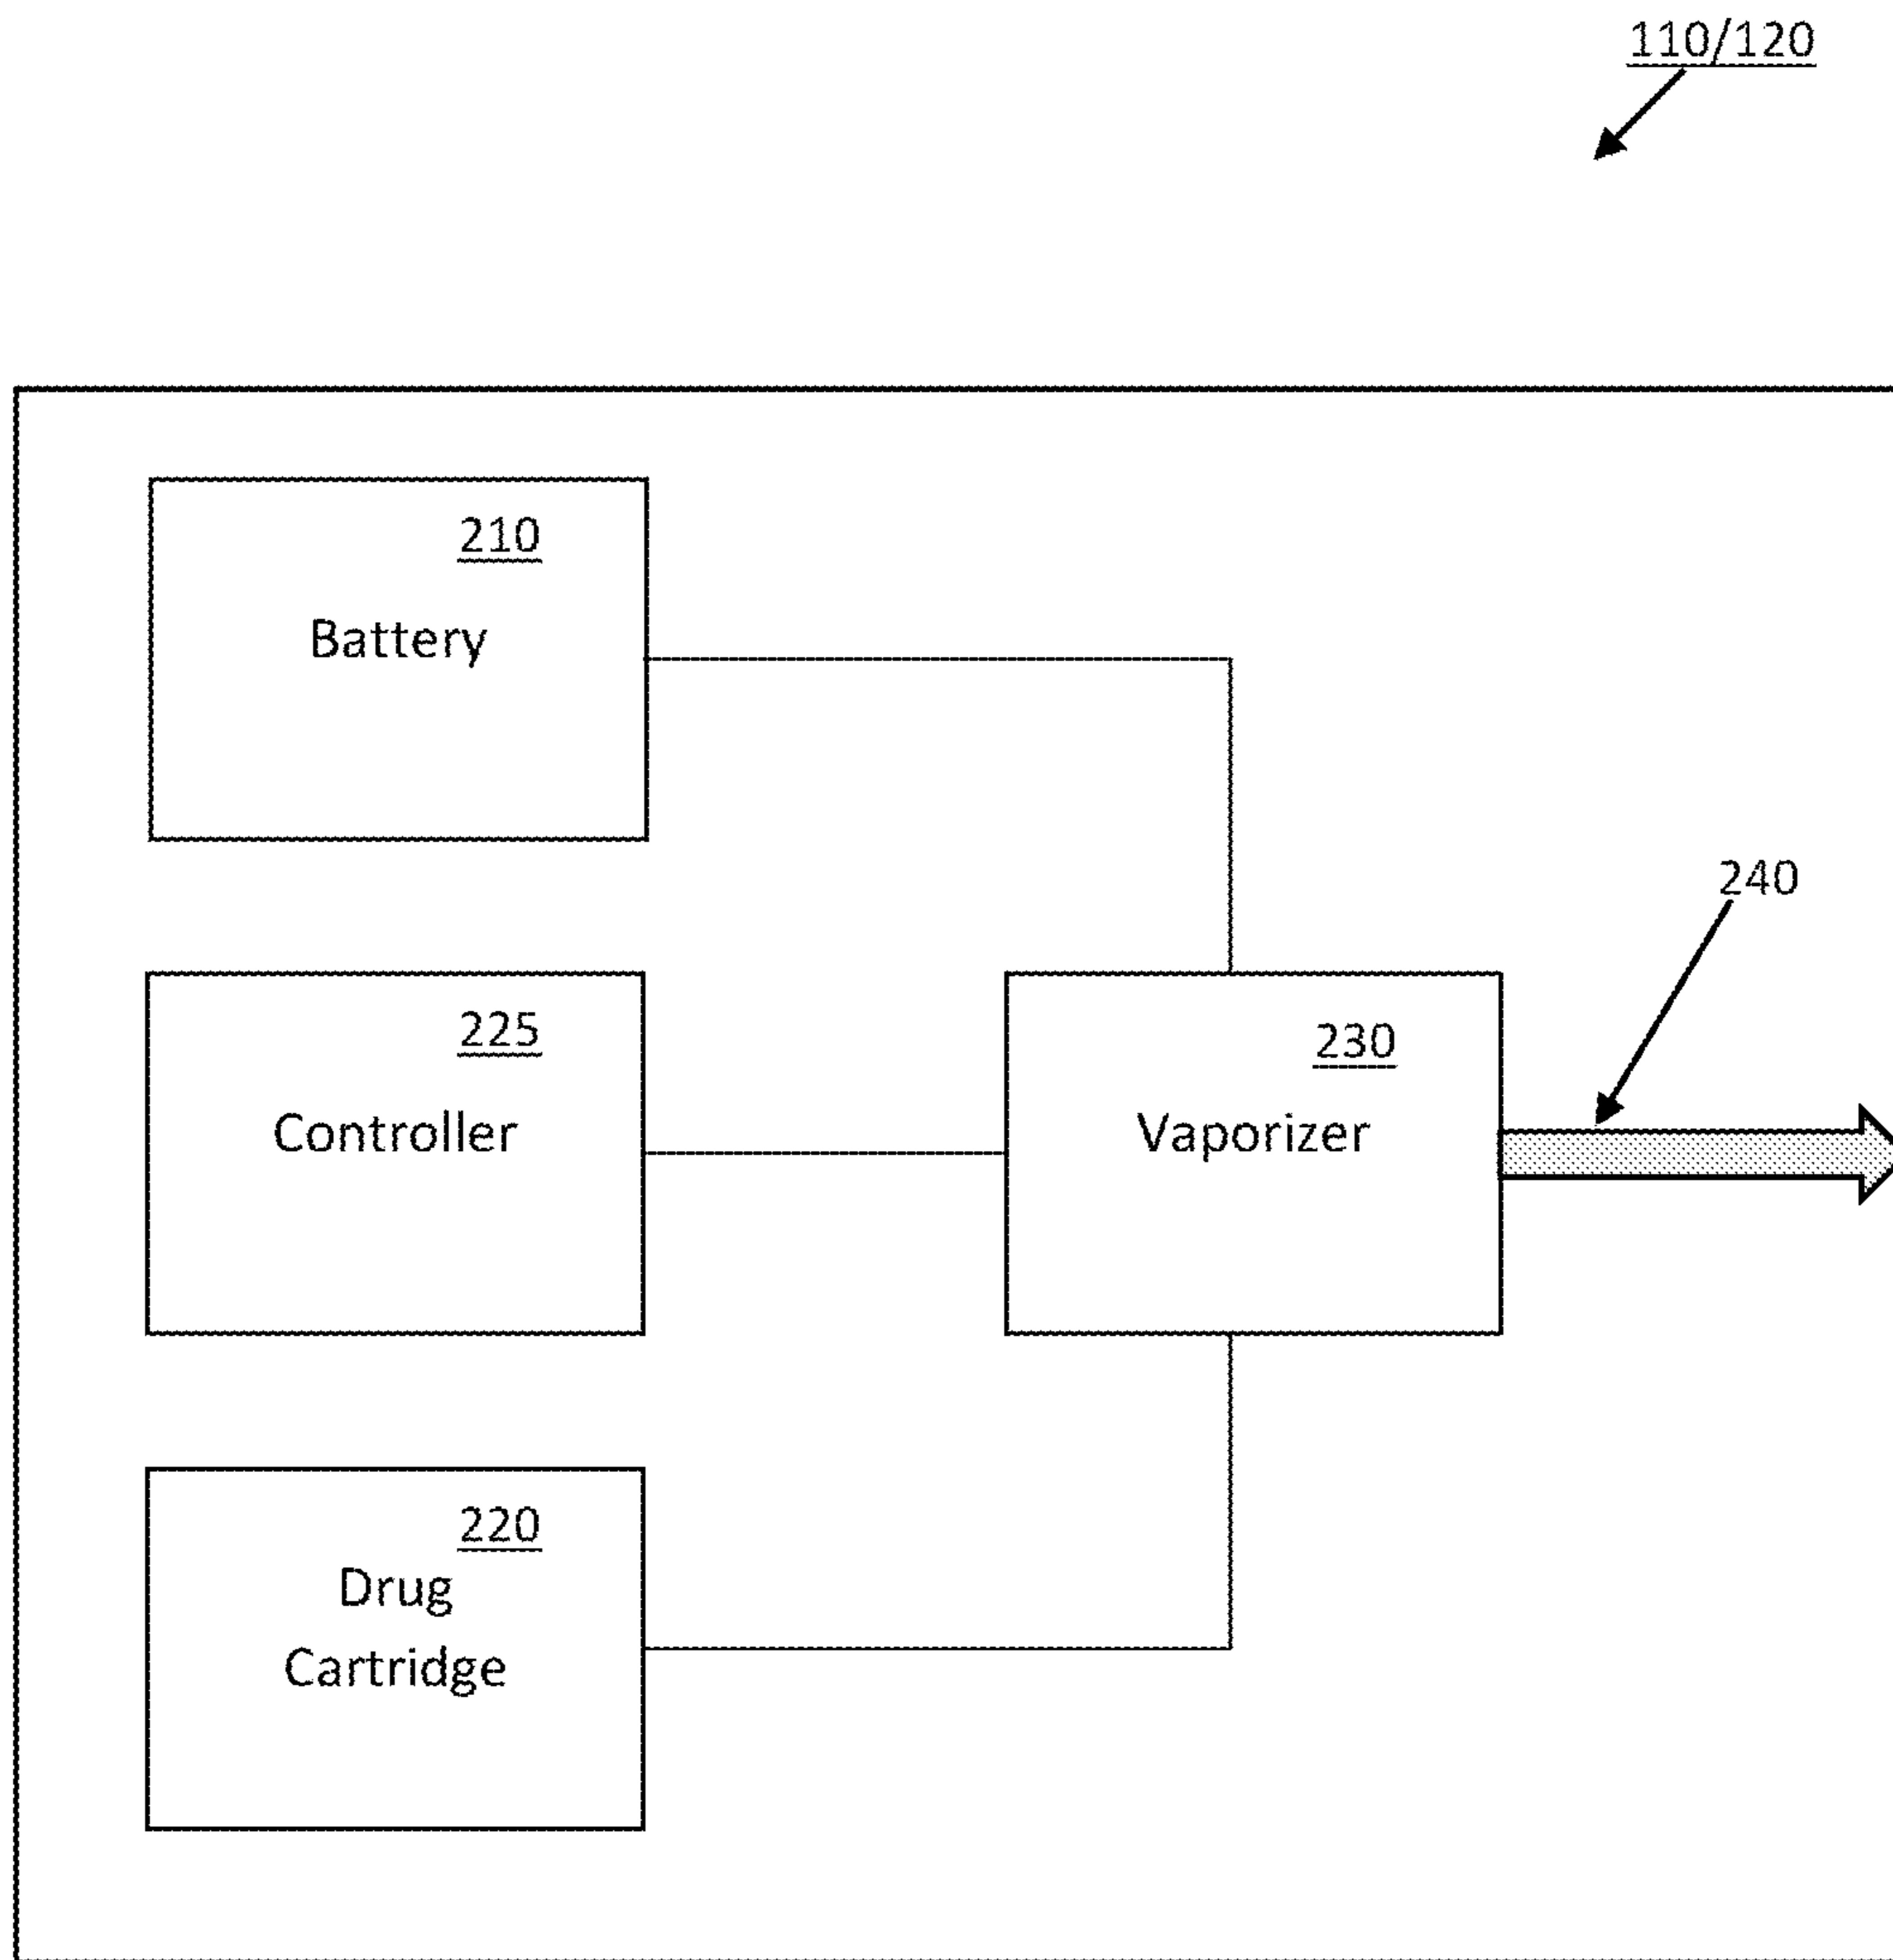 110/120
210
Battery
240
225
Controller
230
Vaporizer
220
Drug
Cartridge